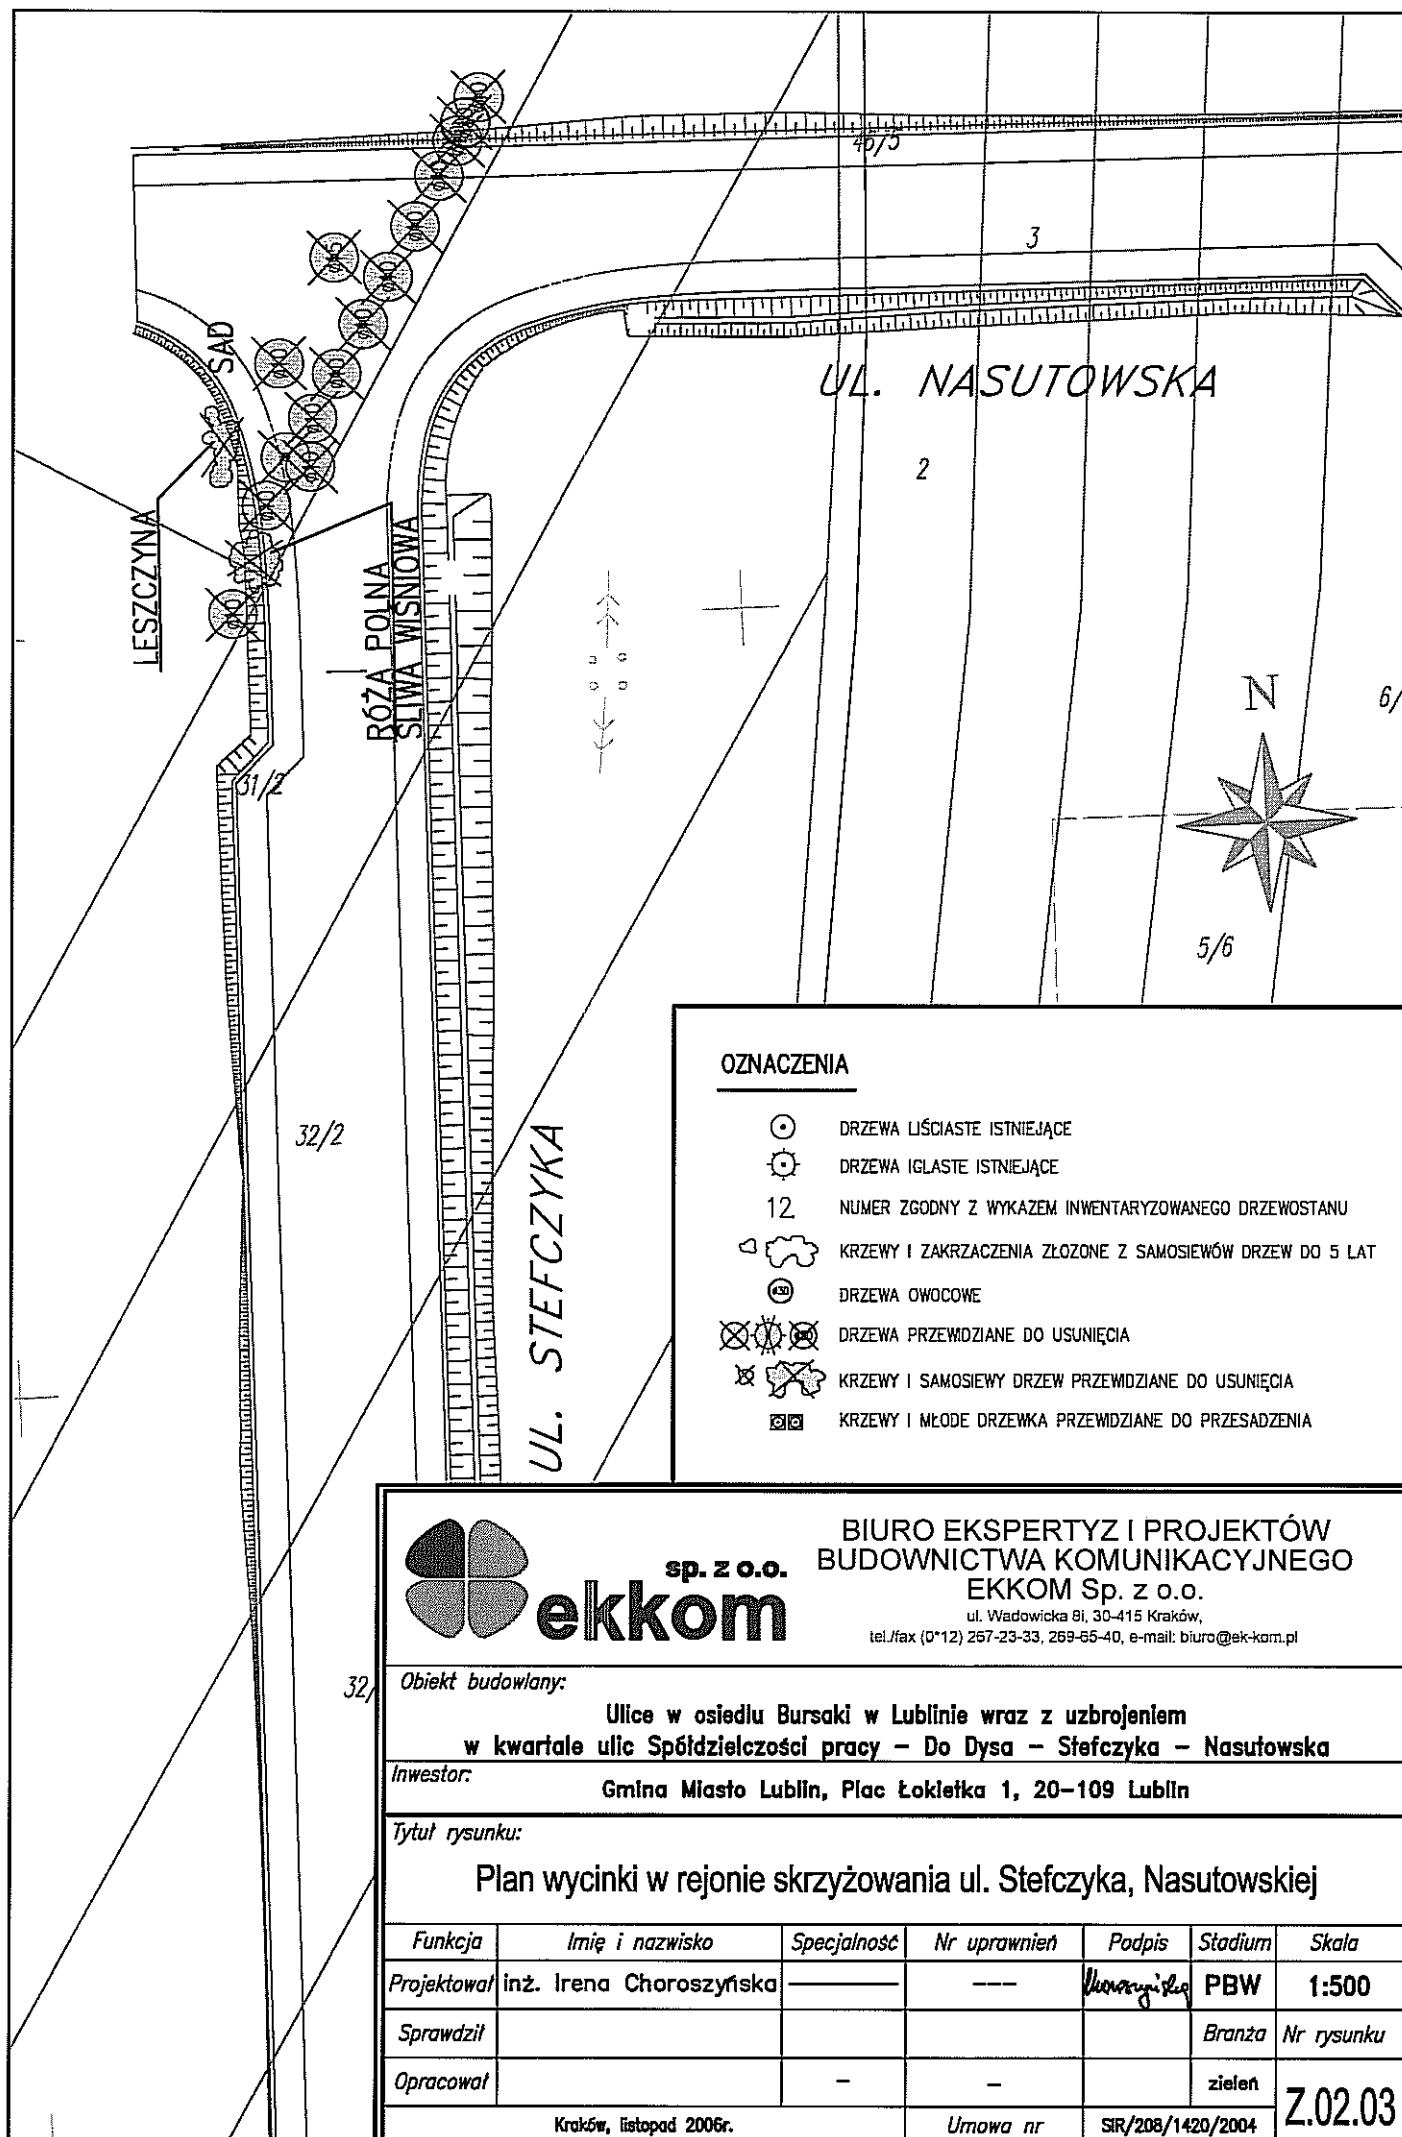 46/5
3
SAD
UL. NASUTOWSKA
2
LESZCZYNA
RÓŻA POLNA
ŚLIWA WIŚNIOWA
N
6/
31/2
5/6
32/2
UL. STEFCZYKA
32/
OZNACZENIA
DRZEWA LIŚCIASTE ISTNIEJĄCE
DRZEWA IGLASTE ISTNIEJĄCE
12 NUMER ZGODNY Z WYKAZEM INWENTARYZOWANEGO DRZEWOSTANU
KRZEWY I ZAKRZACZENIA ZŁOZONE Z SAMOSIEWÓW DRZEW DO 5 LAT
DRZEWA OWOCOWE
DRZEWA PRZEWIDZIANE DO USUNIĘCIA
KRZEWY I SAMOSIEWY DRZEW PRZEWIDZIANE DO USUNIĘCIA
KRZEWY I MŁODE DRZEWKA PRZEWIDZIANE DO PRZESADZENIA
sp. z o.o.
ekkom
BIURO EKSPERTYZ I PROJEKTÓW
BUDOWNICTWA KOMUNIKACYJNEGO
EKKOM Sp. z o.o.
ul. Wadowicka 8i, 30-415 Kraków,
tel./fax (0*12) 267-23-33, 269-65-40, e-mail: biuro@ek-kom.pl
Obiekt budowlany:
Ulice w osiedlu Bursaki w Lublinie wraz z uzbrojeniem
w kwartale ulic Spółdzielczości pracy – Do Dysa – Stefczyka – Nasutowska
Inwestor:
Gmina Miasto Lublin, Plac Łokietka 1, 20-109 Lublin
Tytuł rysunku:
Plan wycinki w rejonie skrzyżowania ul. Stefczyka, Nasutowskiej
Funkcja Imię i nazwisko Specjalność Nr uprawnień Podpis Stadium Skala
Projektował inż. Irena Choroszyńska ——— --- Choroszyńska PBW 1:500
Sprawdził Branża Nr rysunku
Opracował - - zieleń
Z.02.03
Kraków, listopad 2006r. Umowa nr SIR/208/1420/2004